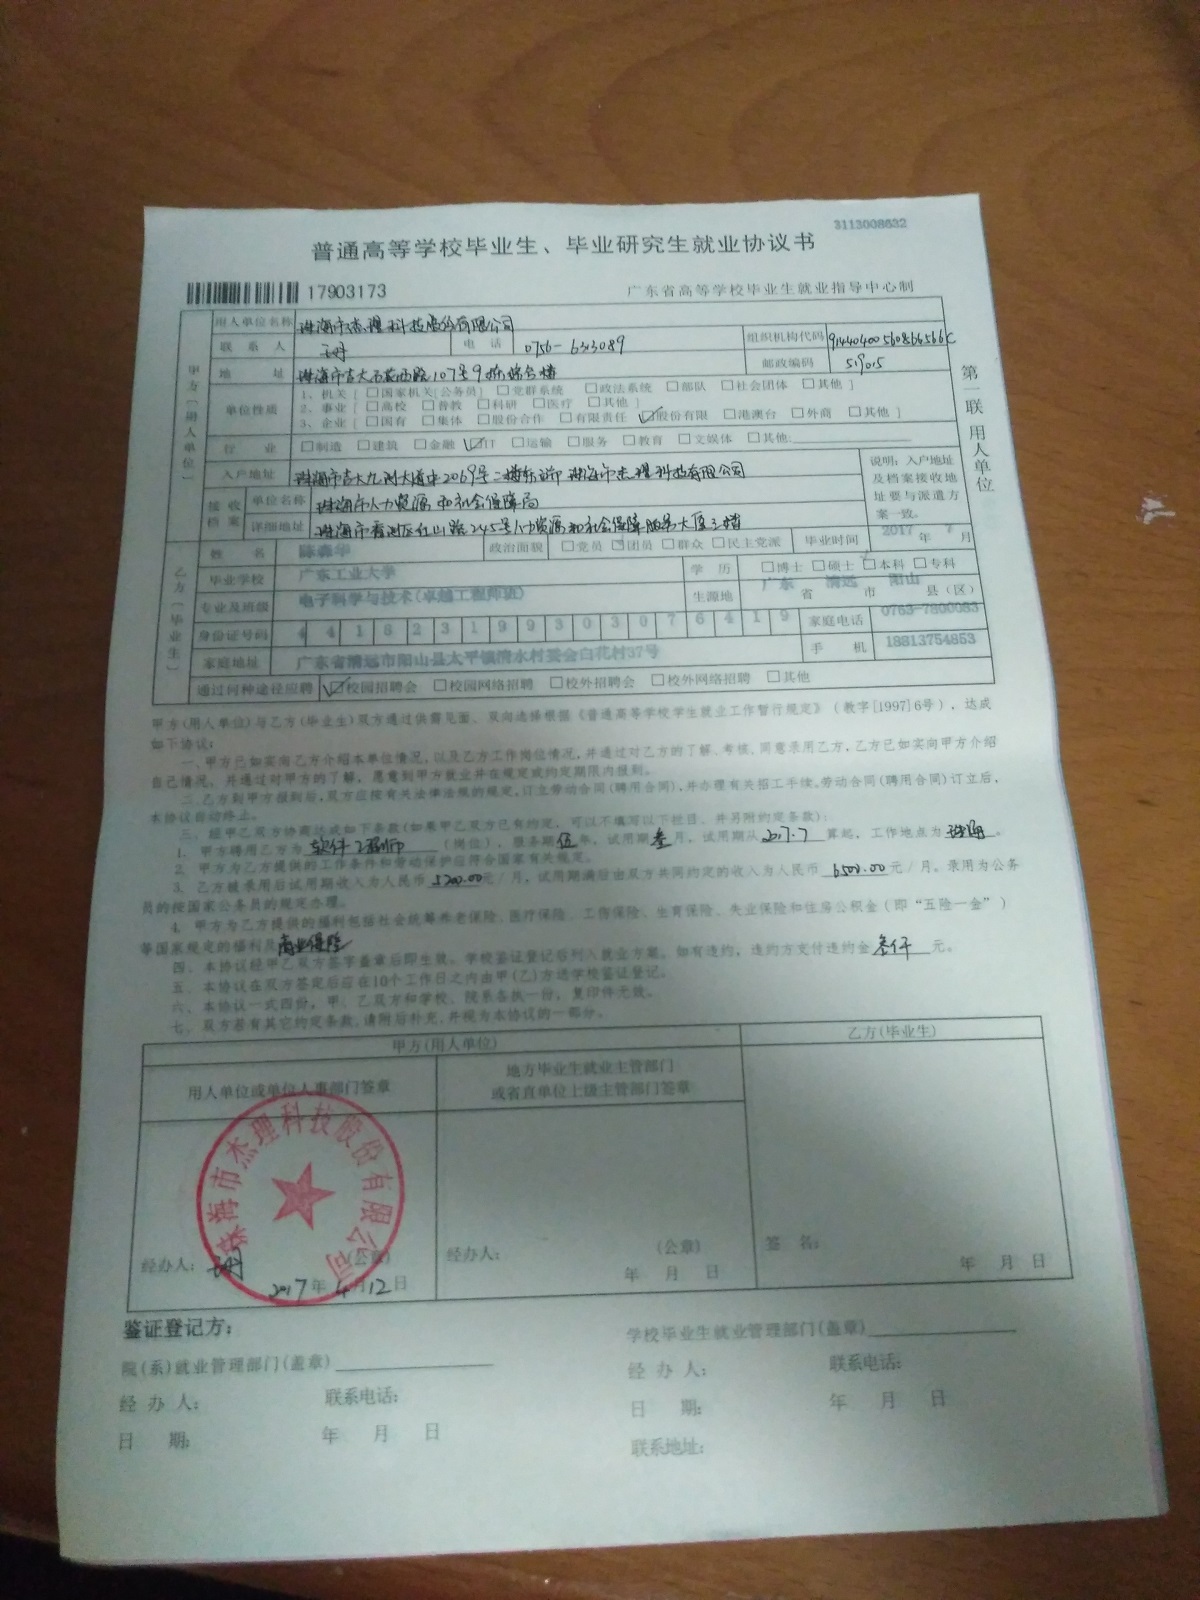 3113008632
普通高等学校毕业生、毕业研究生就业协议书
17903173
广东省高等学校毕业生就业指导中心制
第一联 用人单位
甲方(用人单位)
用人单位名称 珠海市杰理科技股份有限公司
联系人 电话 0756-6313089 组织机构代码
地址 珠海市吉大石花西路107号9栋综合楼 邮政编码 519015
单位性质 1、机关 [ □国家机关[公务员] □党群系统 □政法系统 □部队 □社会团体 □其他 ]
2、事业 [ □高校 □普教 □科研 □医疗 □其他 ]
3、企业 [ □国有 □集体 □股份合作 □有限责任 ☑股份有限 □港澳台 □外商 □其他 ]
行业 □制造 □建筑 □金融 ☑IT □运输 □服务 □教育 □文娱体 □其他:
入户地址 珠海市吉大九洲大道中2069号二楼 珠海市杰理科技有限公司
说明: 入户地址及档案接收地址要与派遣方案一致。
接收档案 单位名称 珠海市人力资源和社会保障局
详细地址 珠海市香洲区红山路245号人力资源和社会保障服务大厦三楼
乙方(毕业生)
姓名 陈春华 政治面貌 □党员 ☑团员 □群众 □民主党派 毕业时间 2017 年 7 月
毕业学校 广东工业大学 学历 □博士 □硕士 ☑本科 □专科
专业及班级 电子科学与技术(卓越工程师班) 生源地 广东 省 清远 市 阳山 县(区)
身份证号码 441823199303076419 家庭电话 0763-7800083
家庭地址 广东省清远市阳山县太平镇清水村委会白花村37号 手机 18813754853
通过何种途径应聘 ☑校园招聘会 □校园网络招聘 □校外招聘会 □校外网络招聘 □其他
甲方(用人单位)与乙方(毕业生)双方通过供需见面、双向选择根据《普通高等学校学生就业工作暂行规定》(教字[1997]6号), 达成
如下协议:
一、甲方已如实向乙方介绍本单位情况, 以及乙方工作岗位情况, 并通过对乙方的了解、考核, 同意录用乙方, 乙方已如实向甲方介绍
自己情况, 并通过对甲方的了解, 愿意到甲方就业并在规定或约定期限内报到。
二、乙方到甲方报到后, 双方应按有关法律法规的规定, 订立劳动合同(聘用合同), 并办理有关招工手续, 劳动合同(聘用合同)订立后,
本协议自动终止。
三、经甲乙双方协商达成如下条款(如果甲乙双方已有约定, 可以不填写以下栏目, 并另附约定条款):
1、甲方聘用乙方为 软件工程师 (岗位), 服务期 伍 年, 试用期 叁 月, 试用期从 2017.7 算起, 工作地点为 珠海 。
2、甲方为乙方提供的工作条件和劳动保护应符合国家有关规定。
3、乙方被录用后试用期收入为人民币 5200.00 元/月, 试用期满后由双方共同约定的收入为人民币 6500.00 元/月。录用为公务
员的按国家公务员的规定办理。
4、甲方为乙方提供的福利包括社会统筹养老保险、医疗保险、工伤保险、生育保险、失业保险和住房公积金(即“五险一金”)
等国家规定的福利及 商业保险
四、本协议经甲乙双方签字盖章后即生效, 学校鉴证登记后列入就业方案。如有违约, 违约方支付违约金 叁仟 元。
五、本协议在双方签定后应在10个工作日之内由甲(乙)方送学校鉴证登记。
六、本协议一式四份, 甲、乙双方和学校、院系各执一份, 复印件无效。
七、双方若有其它约定条款, 请附后补充, 并视为本协议的一部分。
甲方(用人单位) 乙方(毕业生)
用人单位或单位人事部门签章
地方毕业生就业主管部门
或省直单位上级主管部门签章
珠海市杰理科技股份有限公司
经办人: (公章)
2017年4月12日
经办人: (公章)
年 月 日
签名:
年 月 日
鉴证登记方:
院(系)就业管理部门(盖章)
经办人: 联系电话:
日期: 年 月 日
学校毕业生就业管理部门(盖章)
经办人: 联系电话:
日期: 年 月 日
联系地址: